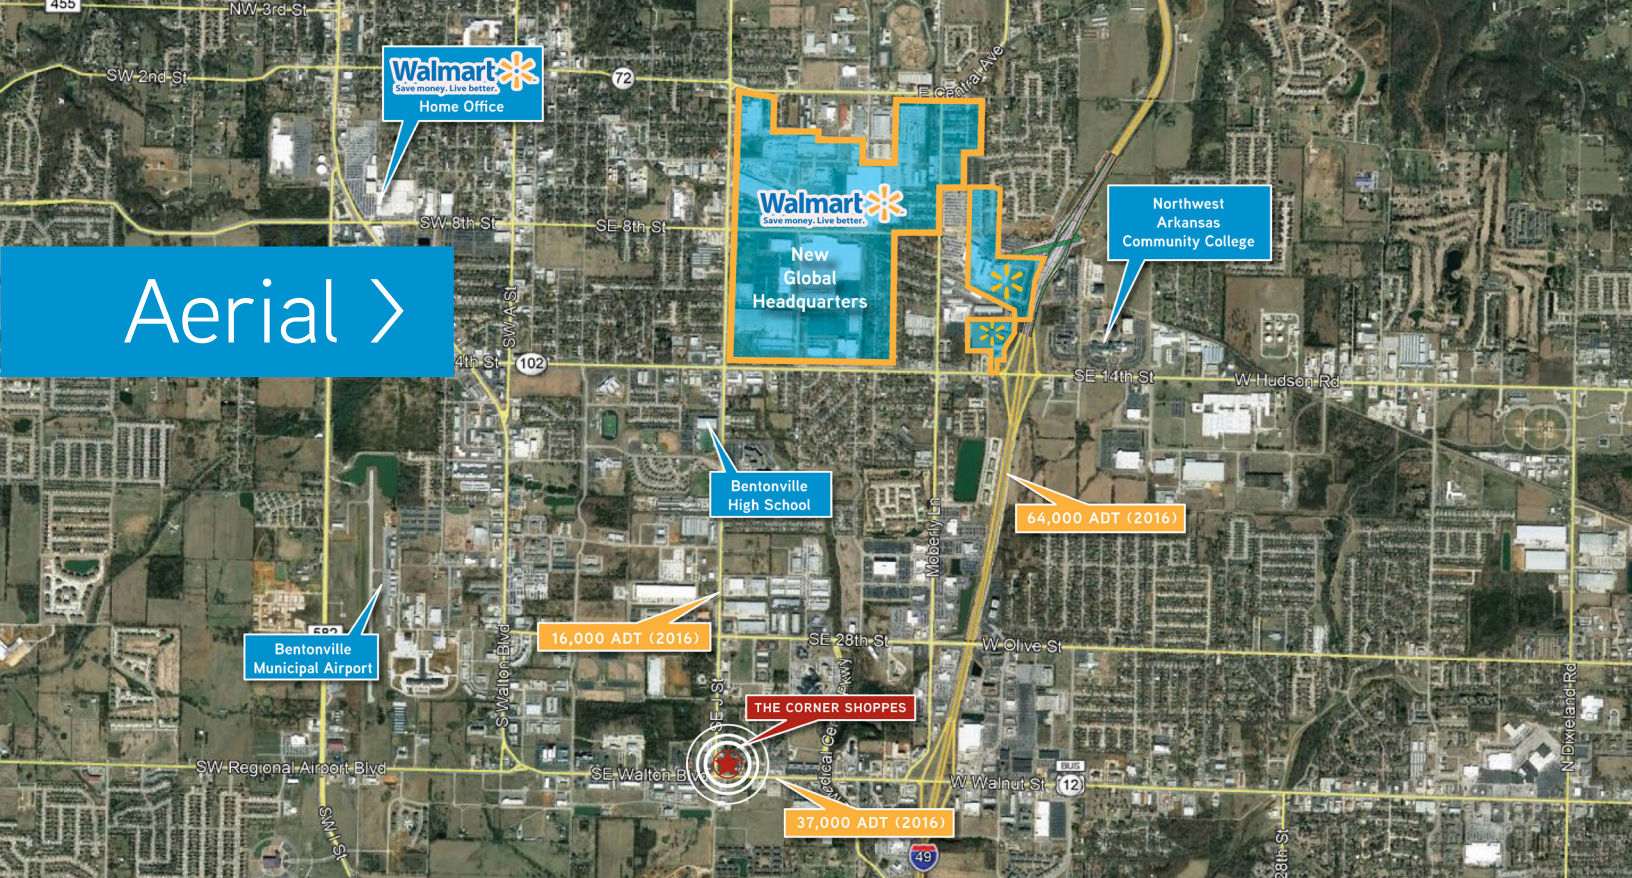 455
NW 3rd St
SW 2nd St
Walmart
Save money. Live better.
Home Office
72
E Central Ave
SW 8th St
SE 8th St
Walmart
Save money. Live better.
New
Global
Headquarters
Northwest
Arkansas
Community College
Aerial >
SW A St
4th St
102
SE 14th St
W Hudson Rd
Bentonville
High School
64,000 ADT (2016)
Moberly Ln
16,000 ADT (2016)
SE 28th St
W Olive St
582
Bentonville
Municipal Airport
S Walton Blvd
SE J St
THE CORNER SHOPPES
N Dixieland Rd
SW Regional Airport Blvd
SE Walton Blvd
W Walnut St
BUS
12
37,000 ADT (2016)
SW I St
49
28th St